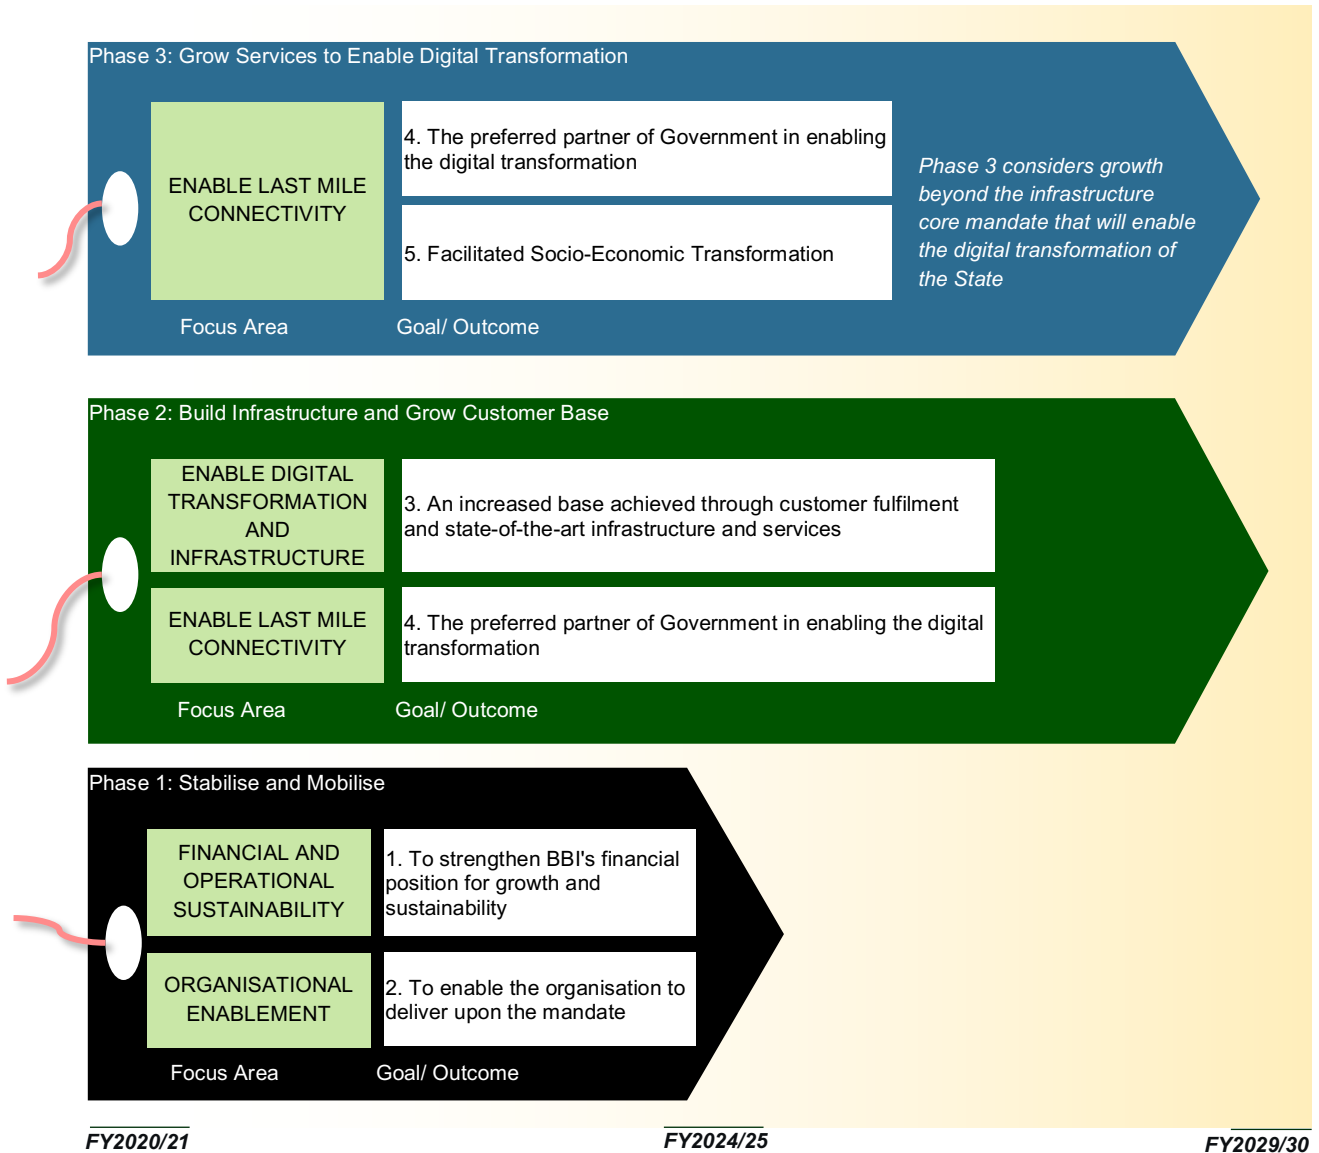 Phase 3: Grow Services to Enable Digital Transformation
ENABLE LAST MILE
CONNECTIVITY
4. The preferred partner of Government in enabling
the digital transformation
5. Facilitated Socio-Economic Transformation
Phase 3 considers growth
beyond the infrastructure
core mandate that will enable
the digital transformation of
the State
Focus Area
Goal/ Outcome
Phase 2: Build Infrastructure and Grow Customer Base
ENABLE DIGITAL
TRANSFORMATION
AND
INFRASTRUCTURE
3. An increased base achieved through customer fulfilment
and state-of-the-art infrastructure and services
ENABLE LAST MILE
CONNECTIVITY
4. The preferred partner of Government in enabling the digital
transformation
Focus Area
Goal/ Outcome
Phase 1: Stabilise and Mobilise
FINANCIAL AND
OPERATIONAL
SUSTAINABILITY
1. To strengthen BBI's financial
position for growth and
sustainability
ORGANISATIONAL
ENABLEMENT
2. To enable the organisation to
deliver upon the mandate
Focus Area
Goal/ Outcome
FY2020/21
FY2024/25
FY2029/30